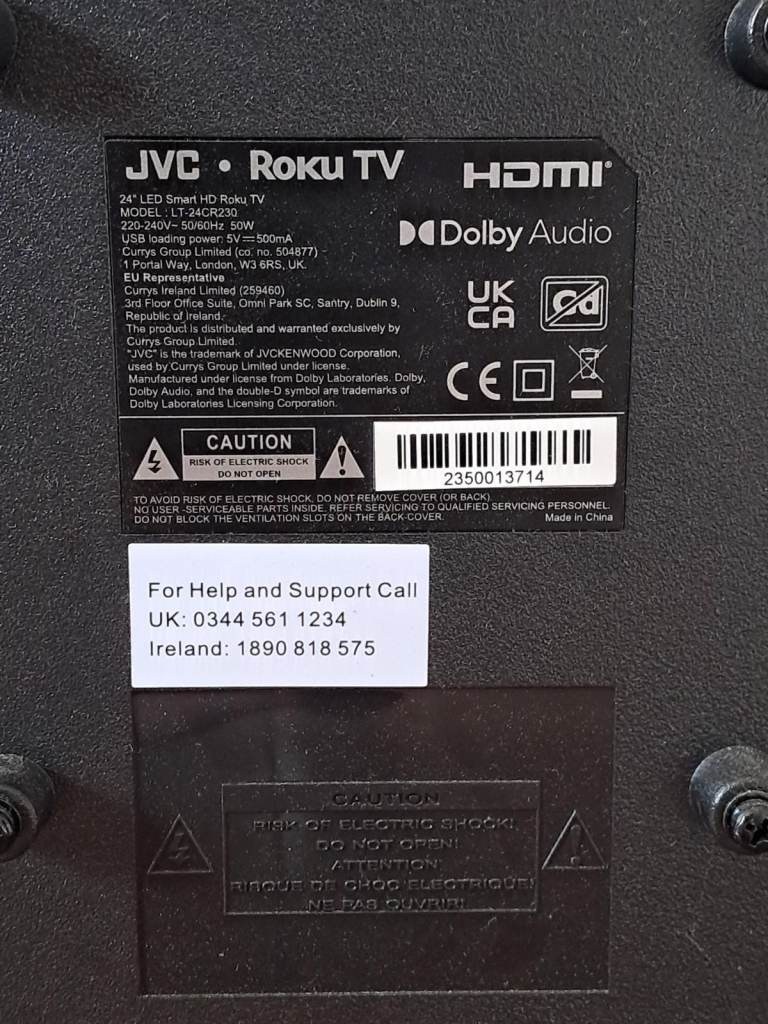 JVC • Roku TV
HDMI®
24" LED Smart HD Roku TV
MODEL: LT-24CR230
220-240V~ 50/60Hz 50W
USB loading power: 5V⎓500mA
Dolby Audio
Currys Group Limited (co. no. 504877)
1 Portal Way, London, W3 6RS, UK.
EU Representative
Currys Ireland Limited (259460)
3rd Floor Office Suite, Omni Park SC, Santry, Dublin 9,
Republic of Ireland.
The product is distributed and warranted exclusively by
Currys Group Limited.
"JVC" is the trademark of JVCKENWOOD Corporation,
used by Currys Group Limited under license.
Manufactured under license from Dolby Laboratories. Dolby,
Dolby Audio, and the double-D symbol are trademarks of
Dolby Laboratories Licensing Corporation.
UK
CA
Cd
CE
CAUTION
RISK OF ELECTRIC SHOCK
DO NOT OPEN
2350013714
TO AVOID RISK OF ELECTRIC SHOCK, DO NOT REMOVE COVER (OR BACK).
NO USER -SERVICEABLE PARTS INSIDE. REFER SERVICING TO QUALIFIED SERVICING PERSONNEL.
DO NOT BLOCK THE VENTILATION SLOTS ON THE BACK-COVER.
Made in China
For Help and Support Call
UK: 0344 561 1234
Ireland: 1890 818 575
CAUTION
RISK OF ELECTRIC SHOCK!
DO NOT OPEN!
ATTENTION!
RISQUE DE CHOC ELECTRIQUE!
NE PAS OUVRIR!